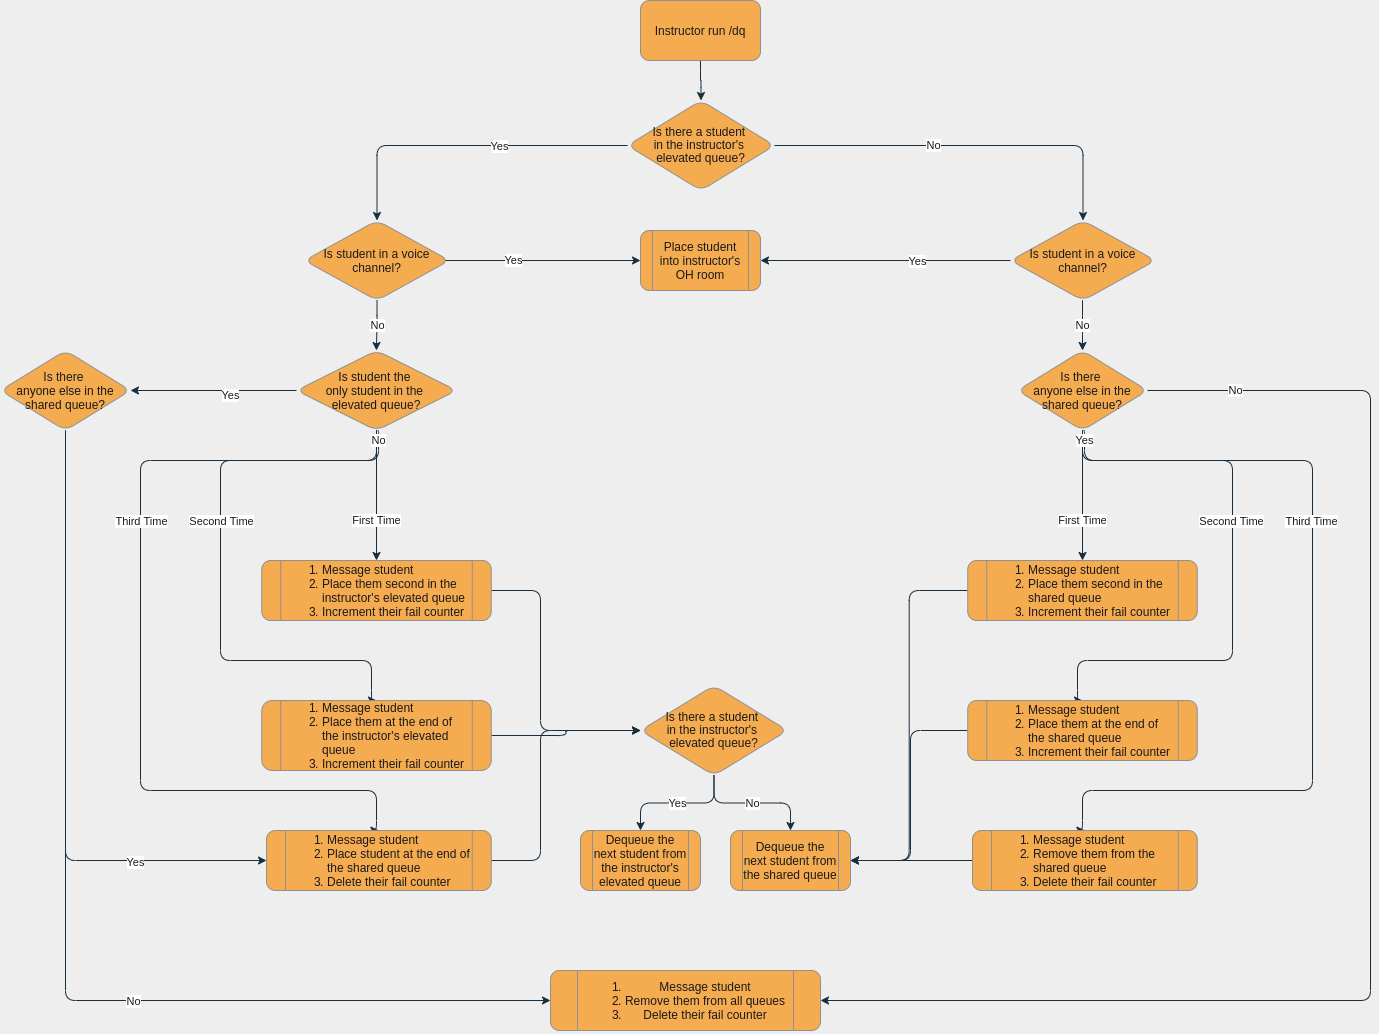 Instructor run /dq
Is there a student
in the instructor's
elevated queue?
Yes
No
Is student in a voice
channel?
Yes
Place student
into instructor's
OH room
Yes
Is student in a voice
channel?
No
No
Is there
anyone else in the
shared queue?
Yes
Is student the
only student in the
elevated queue?
Is there
anyone else in the
shared queue?
No
No
Yes
Third Time
Second Time
First Time
First Time
Second Time
Third Time
1. Message student
2. Place them second in the
instructor's elevated queue
3. Increment their fail counter
1. Message student
2. Place them second in the
shared queue
3. Increment their fail counter
1. Message student
2. Place them at the end of
the instructor's elevated
queue
3. Increment their fail counter
Is there a student
in the instructor's
elevated queue?
1. Message student
2. Place them at the end of
the shared queue
3. Increment their fail counter
Yes
No
Yes
1. Message student
2. Place student at the end of
the shared queue
3. Delete their fail counter
Dequeue the
next student from
the instructor's
elevated queue
Dequeue the
next student from
the shared queue
1. Message student
2. Remove them from the
shared queue
3. Delete their fail counter
No
1. Message student
2. Remove them from all queues
3. Delete their fail counter